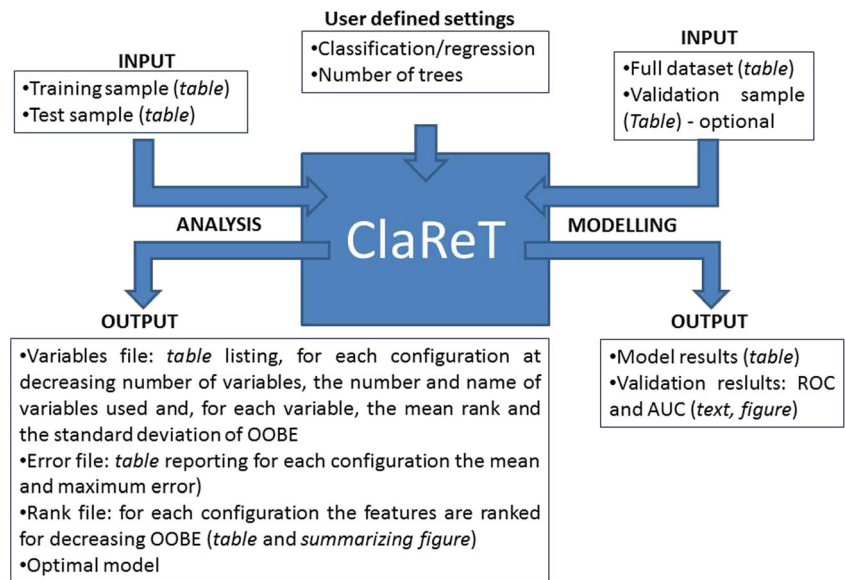 User defined settings
•Classification/regression
•Number of trees
INPUT
•Training sample (table)
•Test sample (table)
INPUT
•Full dataset (table)
•Validation sample
(Table) - optional
ClaReT
ANALYSIS
MODELLING
OUTPUT
•Variables file: table listing, for each configuration at
decreasing number of variables, the number and name of
variables used and, for each variable, the mean rank and
the standard deviation of OOBE
•Error file: table reporting for each configuration the mean
and maximum error)
•Rank file: for each configuration the features are ranked
for decreasing OOBE (table and summarizing figure)
•Optimal model
OUTPUT
•Model results (table)
•Validation reslults: ROC
and AUC (text, figure)